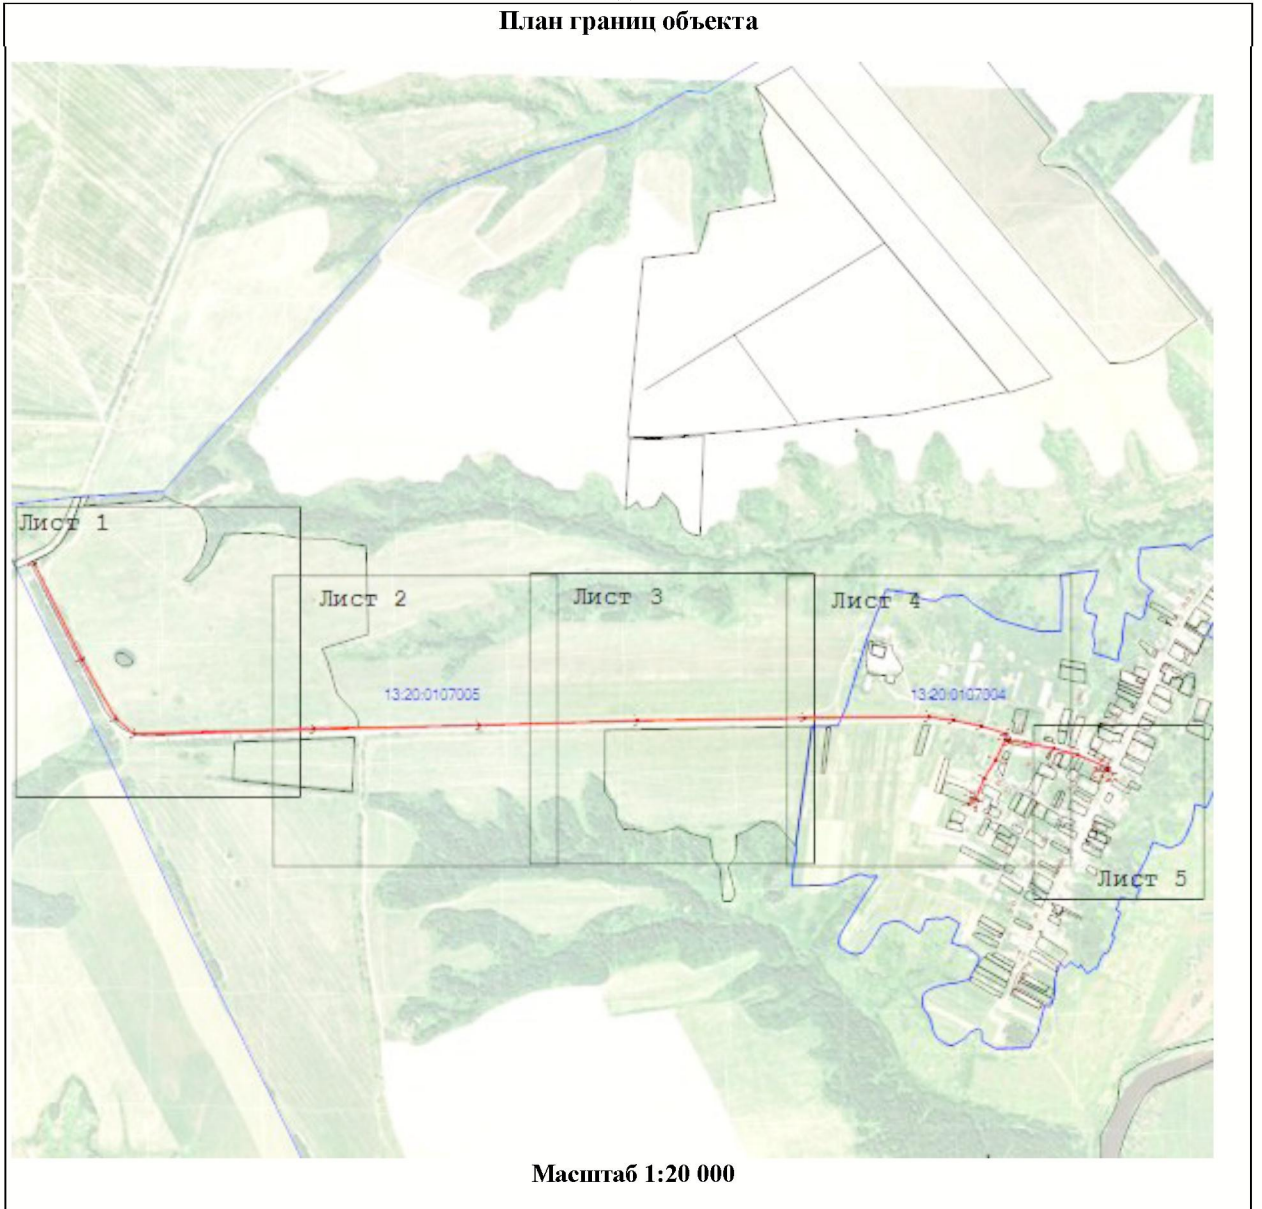 План границ объекта
Лист 1
Лист 2
Лист 3
Лист 4
13:20:0107005
13:20:0107004
Лист 5
Масштаб 1:20 000